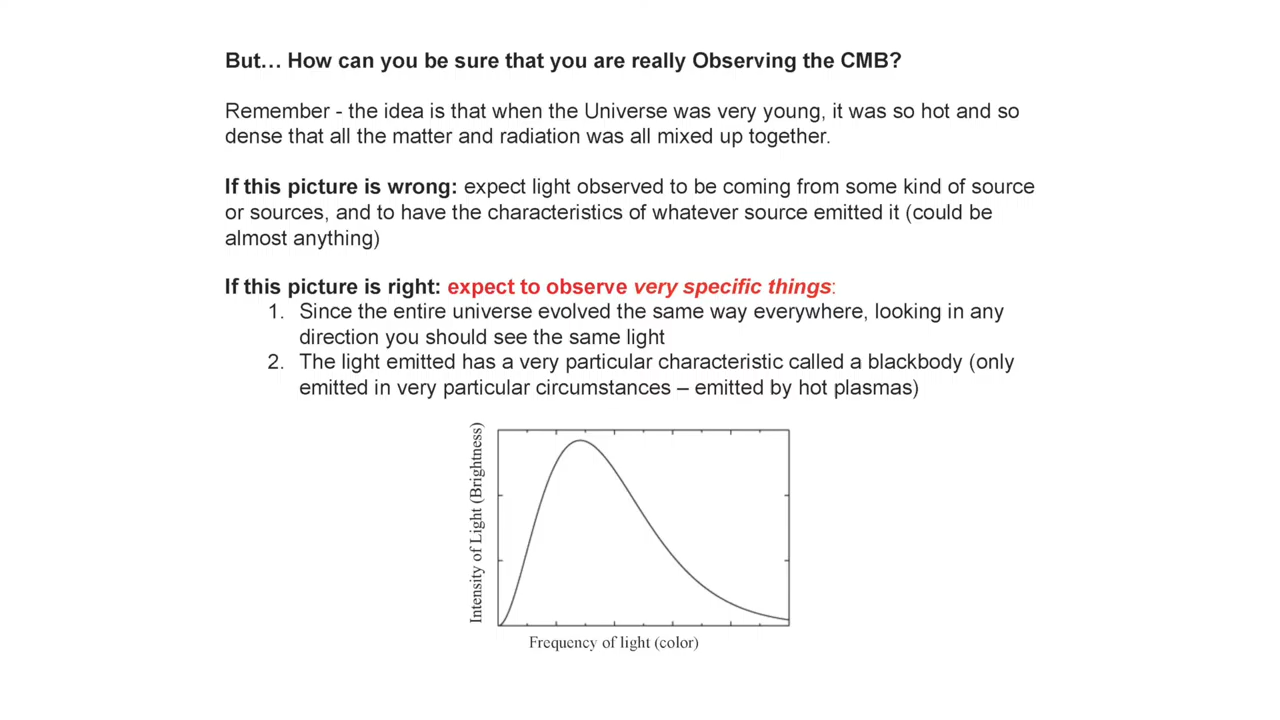 But… How can you be sure that you are really Observing the CMB?
Remember - the idea is that when the Universe was very young, it was so hot and so
dense that all the matter and radiation was all mixed up together.
If this picture is wrong: expect light observed to be coming from some kind of source
or sources, and to have the characteristics of whatever source emitted it (could be
almost anything)
If this picture is right: expect to observe very specific things:
1. Since the entire universe evolved the same way everywhere, looking in any
direction you should see the same light
2. The light emitted has a very particular characteristic called a blackbody (only
emitted in very particular circumstances – emitted by hot plasmas)
Intensity of Light (Brightness)
Frequency of light (color)